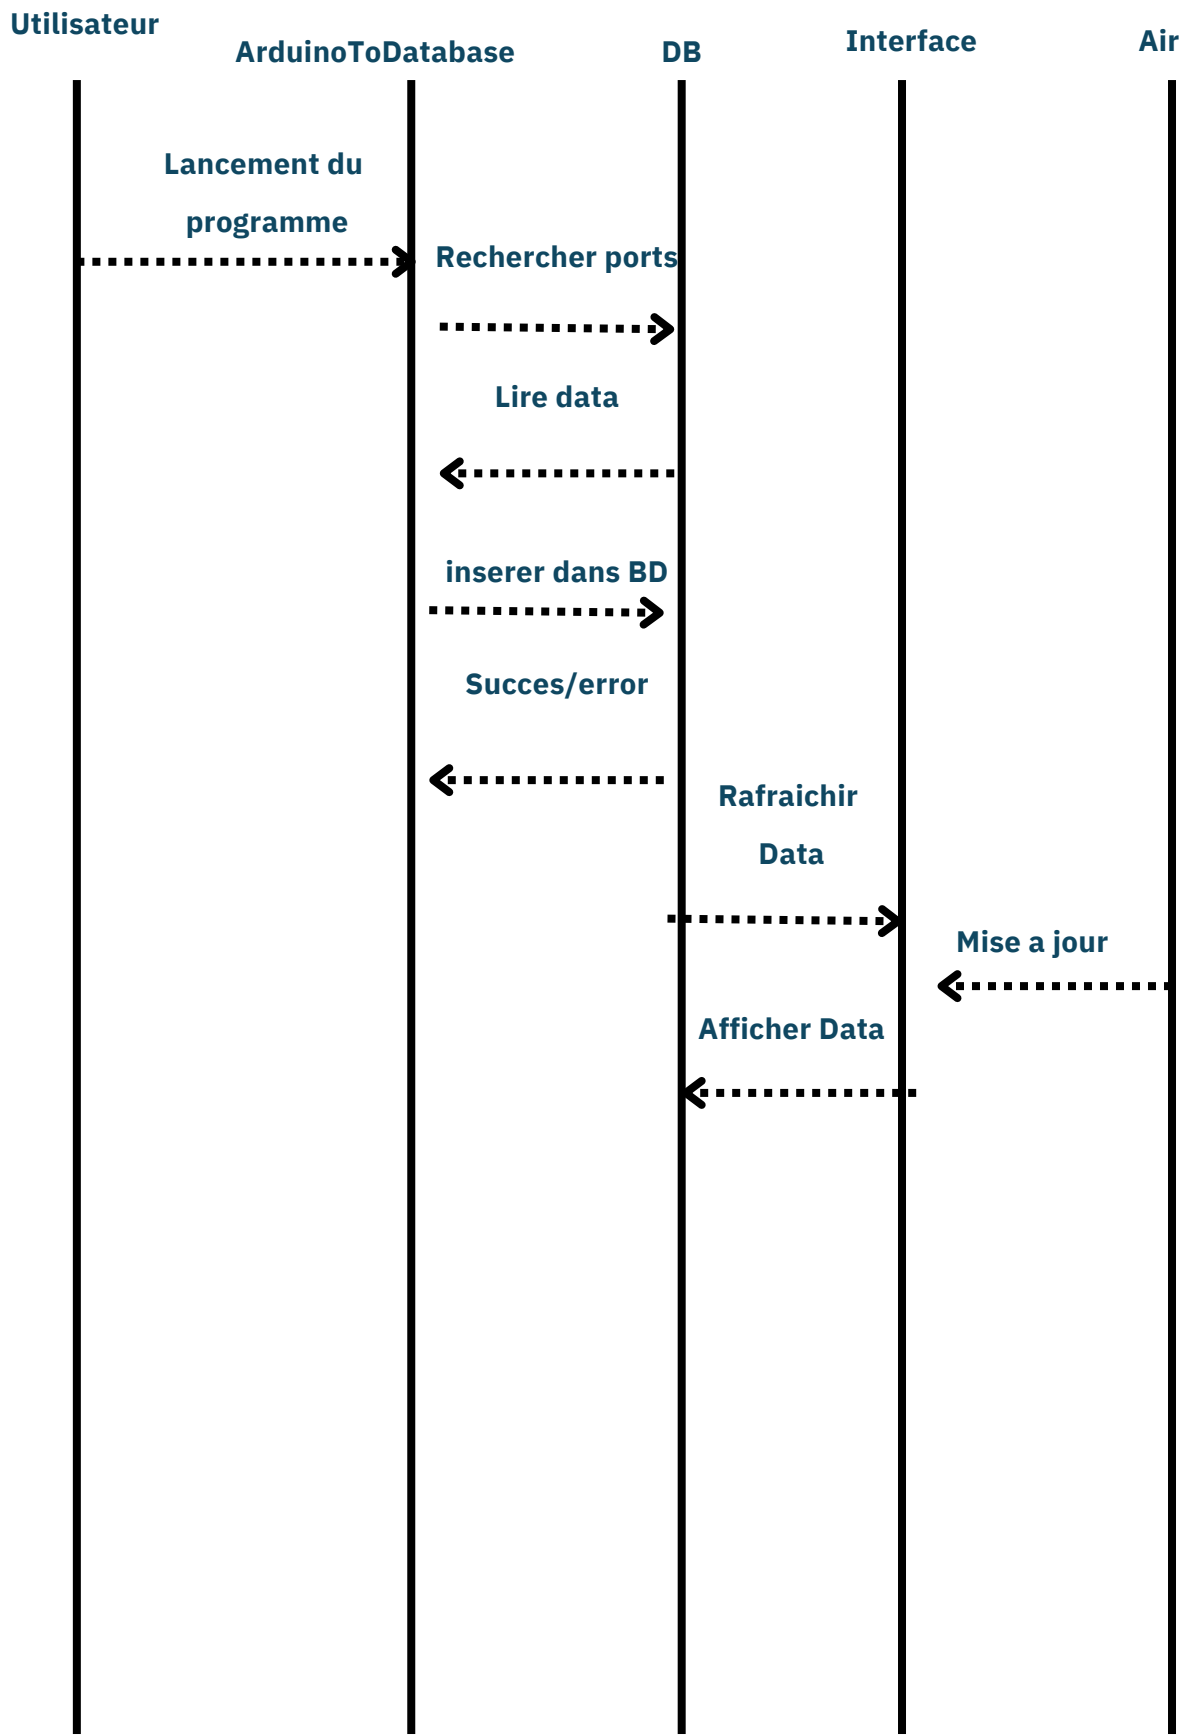 Utilisateur
ArduinoToDatabase
DB
Interface
Air
Lancement du
programme
Rechercher ports
Lire data
inserer dans BD
Succes/error
Rafraichir
Data
Mise a jour
Afficher Data